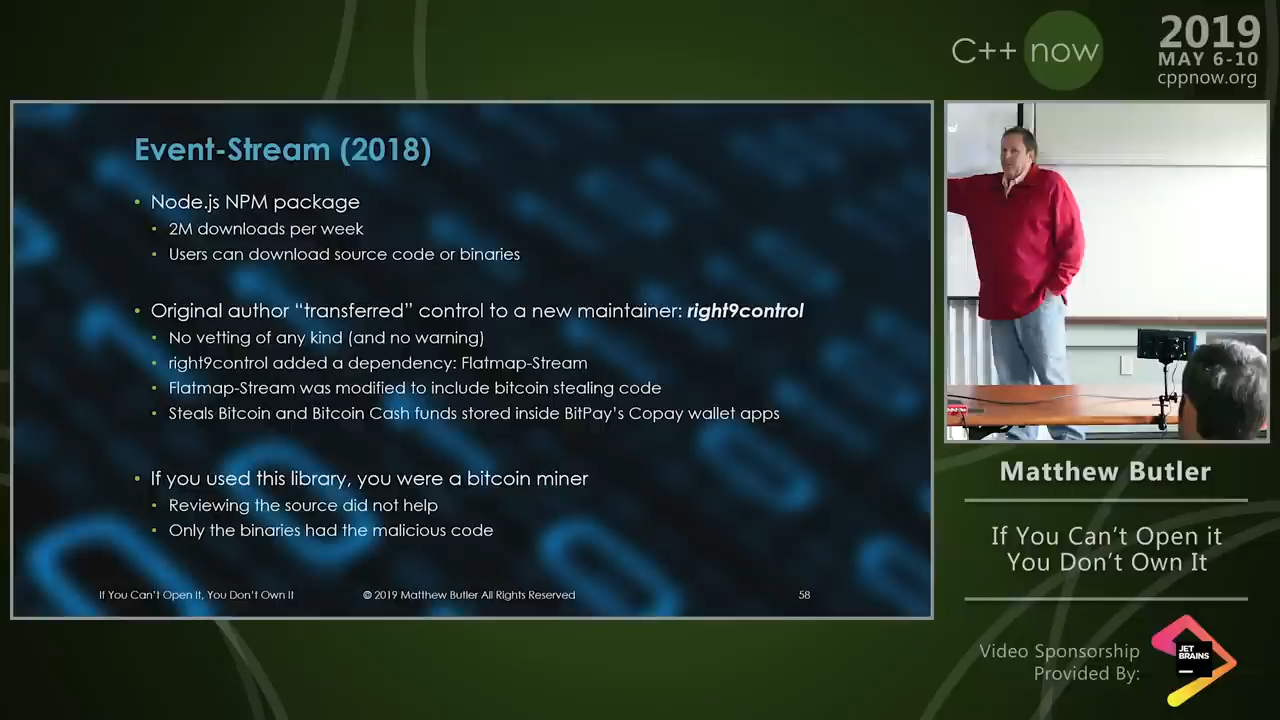 C++ now
2019
MAY 6-10
cppnow.org
Event-Stream (2018)
• Node.js NPM package
• 2M downloads per week
• Users can download source code or binaries
• Original author “transferred” control to a new maintainer: right9control
• No vetting of any kind (and no warning)
• right9control added a dependency: Flatmap-Stream
• Flatmap-Stream was modified to include bitcoin stealing code
• Steals Bitcoin and Bitcoin Cash funds stored inside BitPay’s Copay wallet apps
• If you used this library, you were a bitcoin miner
• Reviewing the source did not help
• Only the binaries had the malicious code
If You Can’t Open It, You Don’t Own It
© 2019 Matthew Butler All Rights Reserved
58
Matthew Butler
If You Can’t Open it
You Don’t Own It
Video Sponsorship
Provided By:
JET
BRAINS